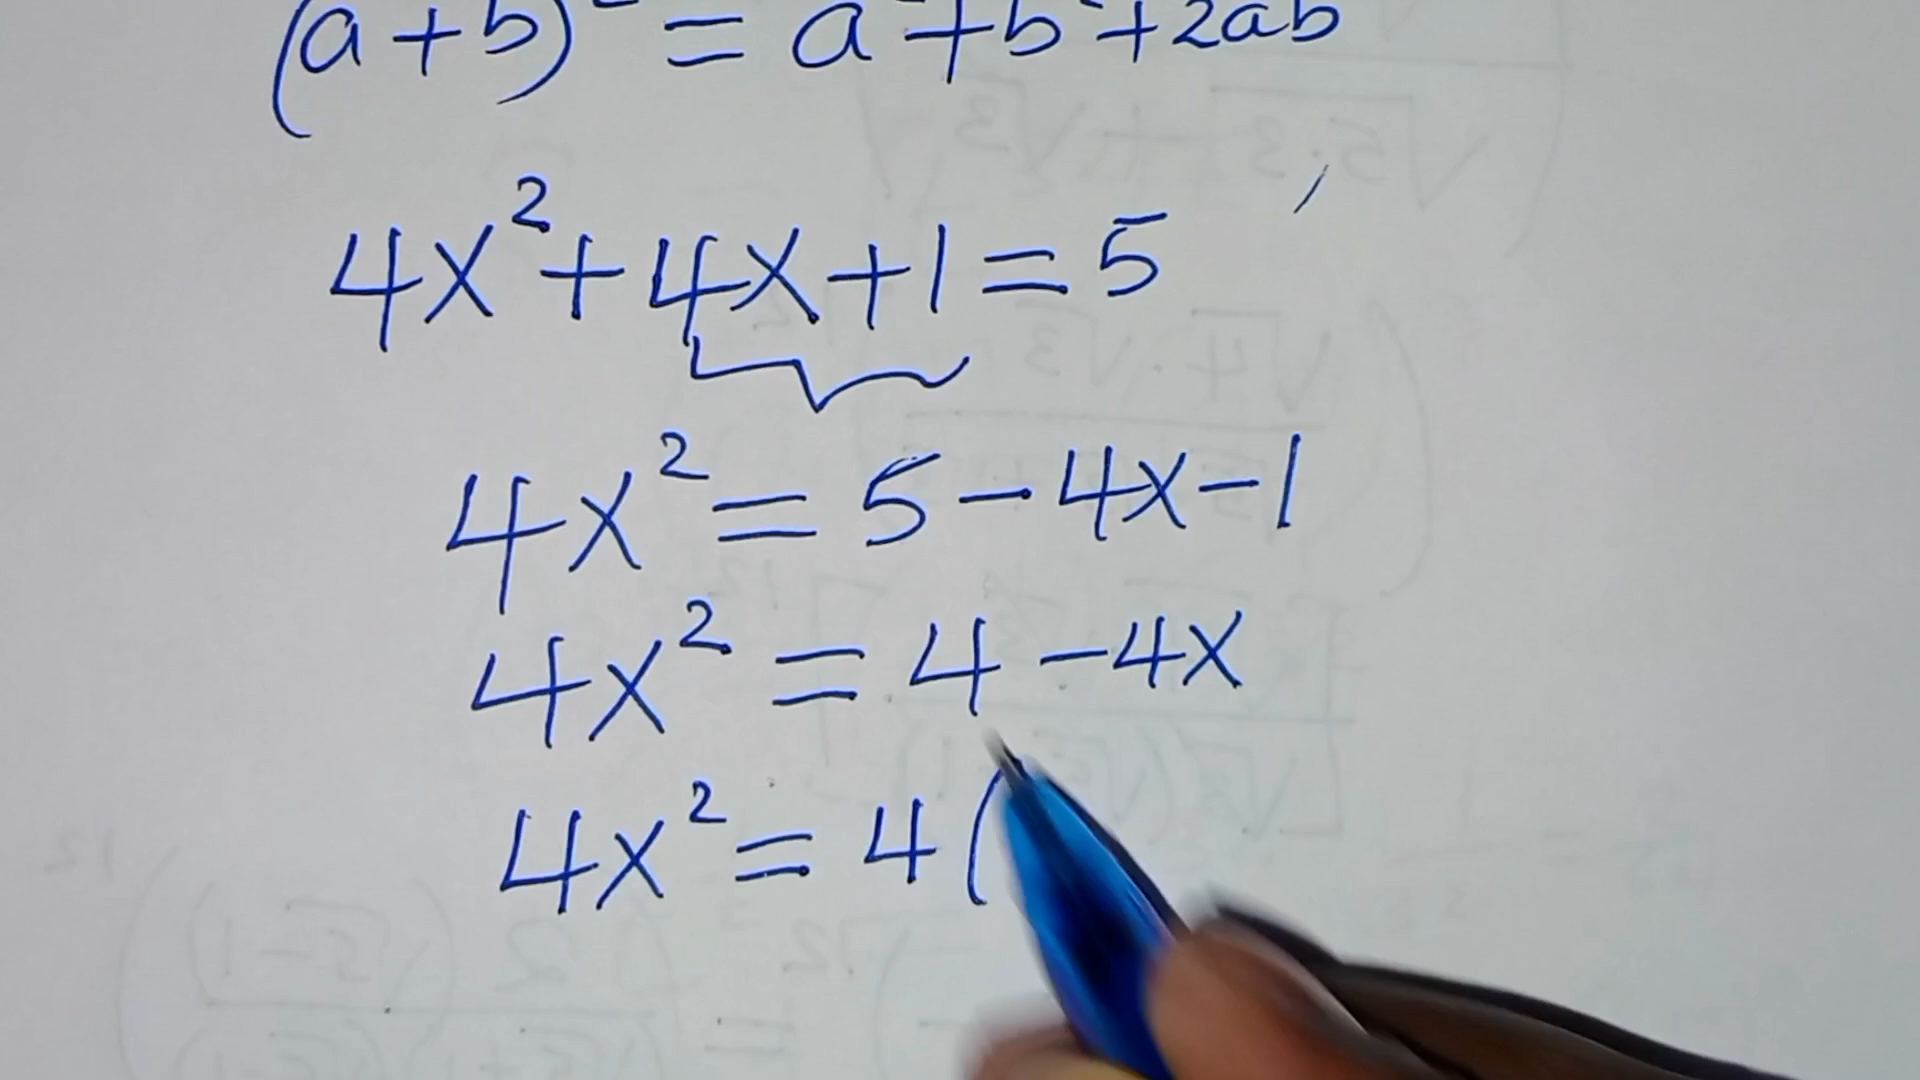 (a+b)² = a²+b²+2ab
4x²+4x+1=5
4x²=5-4x-1
4x²=4-4x
4x²=4(